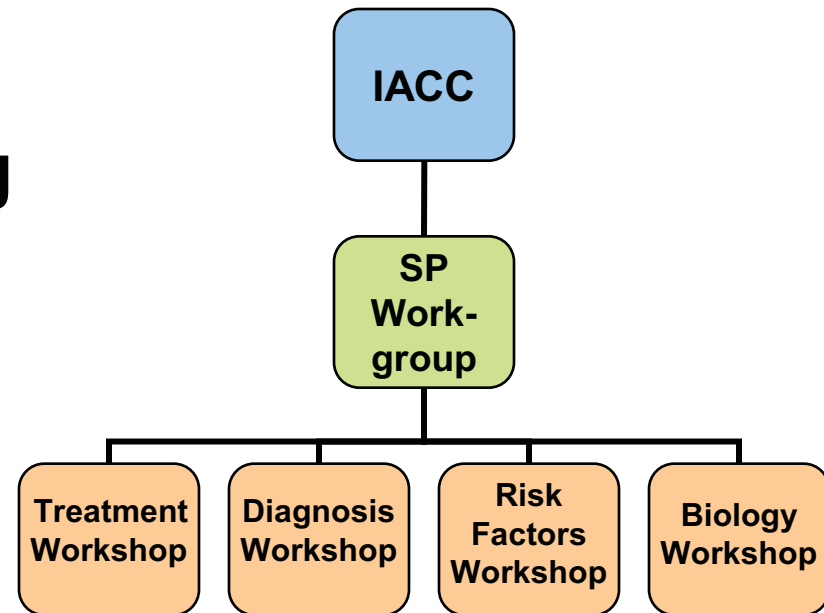 IACC
g
SP
Work-
group
Treatment
Workshop
Diagnosis
Workshop
Risk
Factors
Workshop
Biology
Workshop